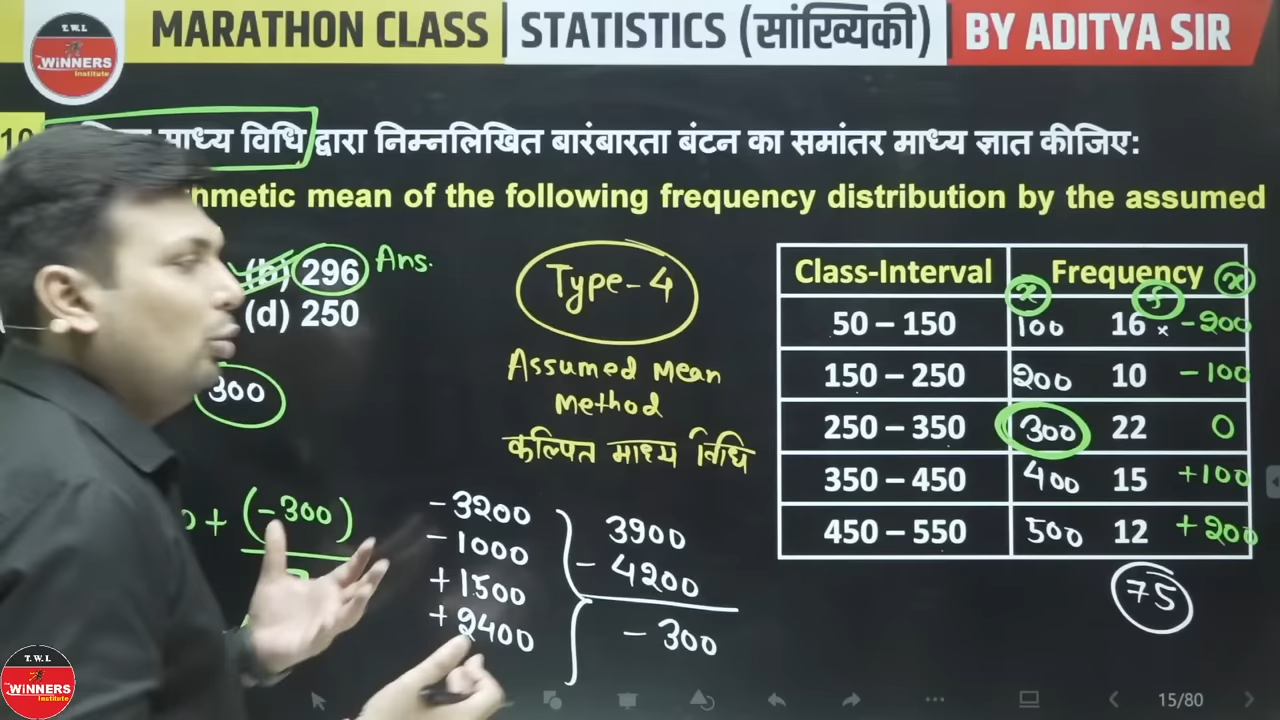 T.W.L
WiNNERS
Institute
MARATHON CLASS
STATISTICS (सांख्यिकी)
BY ADITYA SIR
10
माध्य विधि द्वारा निम्नलिखित बारंबारता बंटन का समांतर माध्य ज्ञात कीजिए:
mean of the following frequency distribution by the assumed
(b) 296 Ans.
(d) 250
300
+ (-300)
Type-4
Assumed Mean
Method
कल्पित माध्य विधि
-3200
-1000
+1500
+2400
3900
- 4200
- 300
Class-Interval Frequency
x f x
50 – 150 100 16 × -200
150 – 250 200 10 -100
250 – 350 300 22 0
350 – 450 400 15 +100
450 – 550 500 12 +200
75
T.W.L
WiNNERS
Institute
15/80